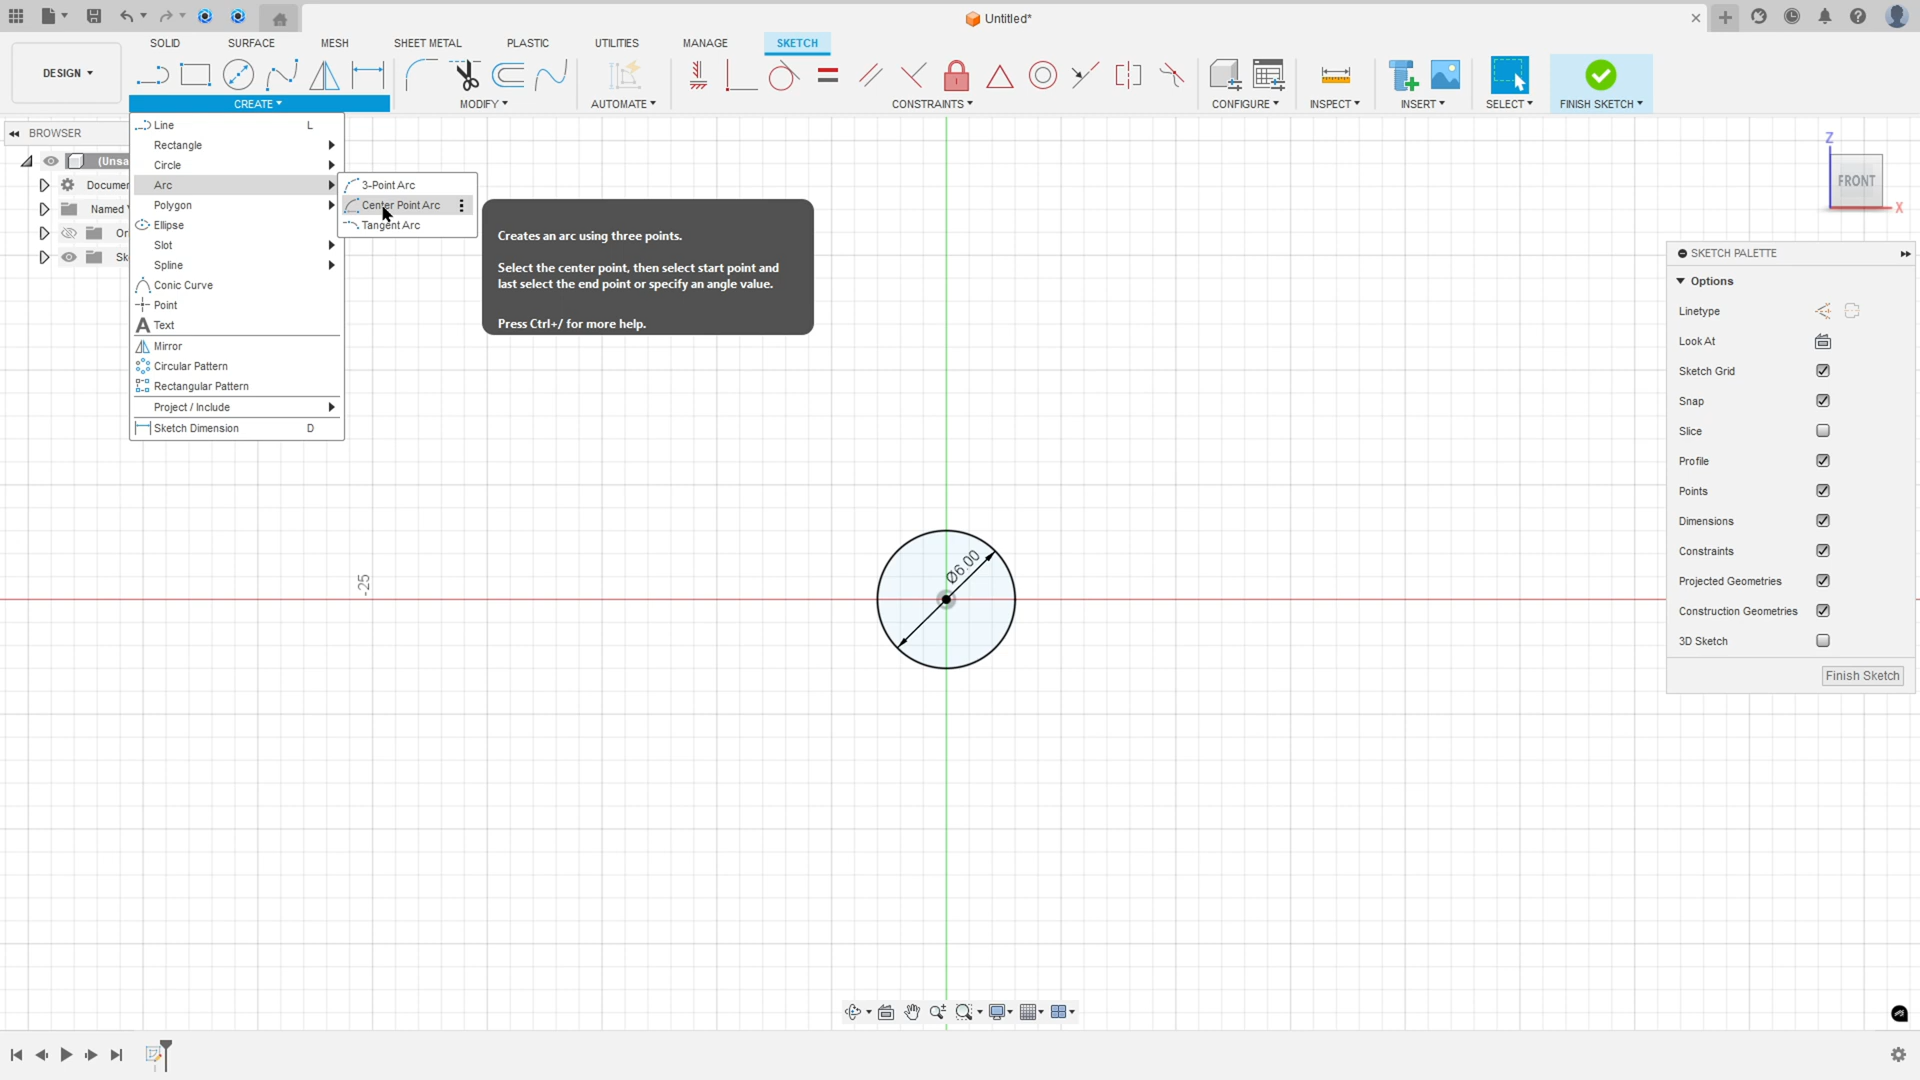 Untitled*
SOLID SURFACE MESH SHEET METAL PLASTIC UTILITIES MANAGE SKETCH
DESIGN
CREATE MODIFY AUTOMATE CONSTRAINTS CONFIGURE INSPECT INSERT SELECT FINISH SKETCH
BROWSER
(Unsa
Docume
Named
Or
Sk
Line L
Rectangle
Circle
Arc
Polygon
Ellipse
Slot
Spline
Conic Curve
Point
Text
Mirror
Circular Pattern
Rectangular Pattern
Project / Include
Sketch Dimension D
3-Point Arc
Center Point Arc
Tangent Arc
Creates an arc using three points.
Select the center point, then select start point and
last select the end point or specify an angle value.
Press Ctrl+/ for more help.
Z
FRONT
X
SKETCH PALETTE
Options
Linetype
Look At
Sketch Grid
Snap
Slice
Profile
Points
Dimensions
Constraints
Projected Geometries
Construction Geometries
3D Sketch
Finish Sketch
-25
Ø6.00